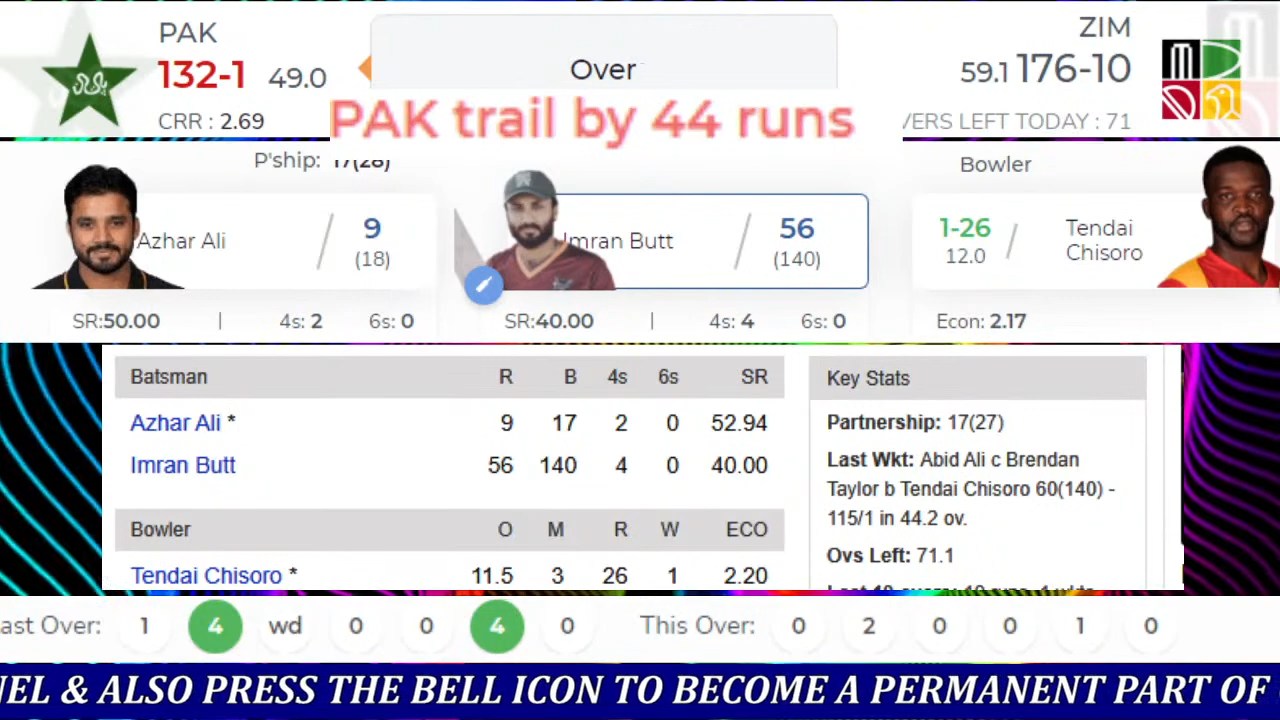 PAK
132-1 49.0
CRR : 2.69
Over
PAK trail by 44 runs
ZIM
59.1 176-10
VERS LEFT TODAY : 71
P'ship: 17(28)
Azhar Ali
9
(18)
SR:50.00 | 4s: 2 6s: 0
Imran Butt
56
(140)
SR:40.00 | 4s: 4 6s: 0
Bowler
1-26
12.0
Tendai
Chisoro
Econ: 2.17
Batsman R B 4s 6s SR
Azhar Ali * 9 17 2 0 52.94
Imran Butt 56 140 4 0 40.00
Bowler O M R W ECO
Tendai Chisoro * 11.5 3 26 1 2.20
Key Stats
Partnership: 17(27)
Last Wkt: Abid Ali c Brendan
Taylor b Tendai Chisoro 60(140) -
115/1 in 44.2 ov.
Ovs Left: 71.1
ast Over: 1 4 wd 0 0 4 0 This Over: 0 2 0 0 1 0
NEL & ALSO PRESS THE BELL ICON TO BECOME A PERMANENT PART OF